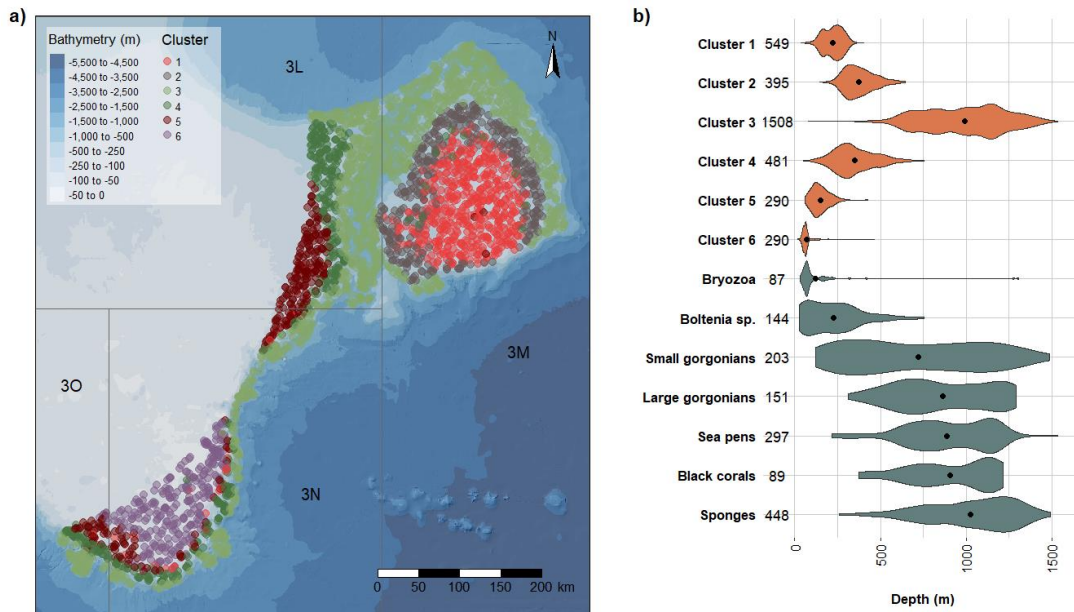 a)
Bathymetry (m)
-5,500 to -4,500
-4,500 to -3,500
-3,500 to -2,500
-2,500 to -1,500
-1,500 to -1,000
-1,000 to -500
-500 to -250
-250 to -100
-100 to -50
-50 to 0
Cluster
1
2
3
4
5
6
3L
N
3O
3M
3N
0 50 100 150 200 km
b)
0 500 1000 1500
Cluster 1 549
Cluster 2 395
Cluster 3 1508
Cluster 4 481
Cluster 5 290
Cluster 6 290
Bryozoa 87
Boltenia sp. 144
Small gorgonians 203
Large gorgonians 151
Sea pens 297
Black corals 89
Sponges 448
0 500 1000 1500
Depth (m)